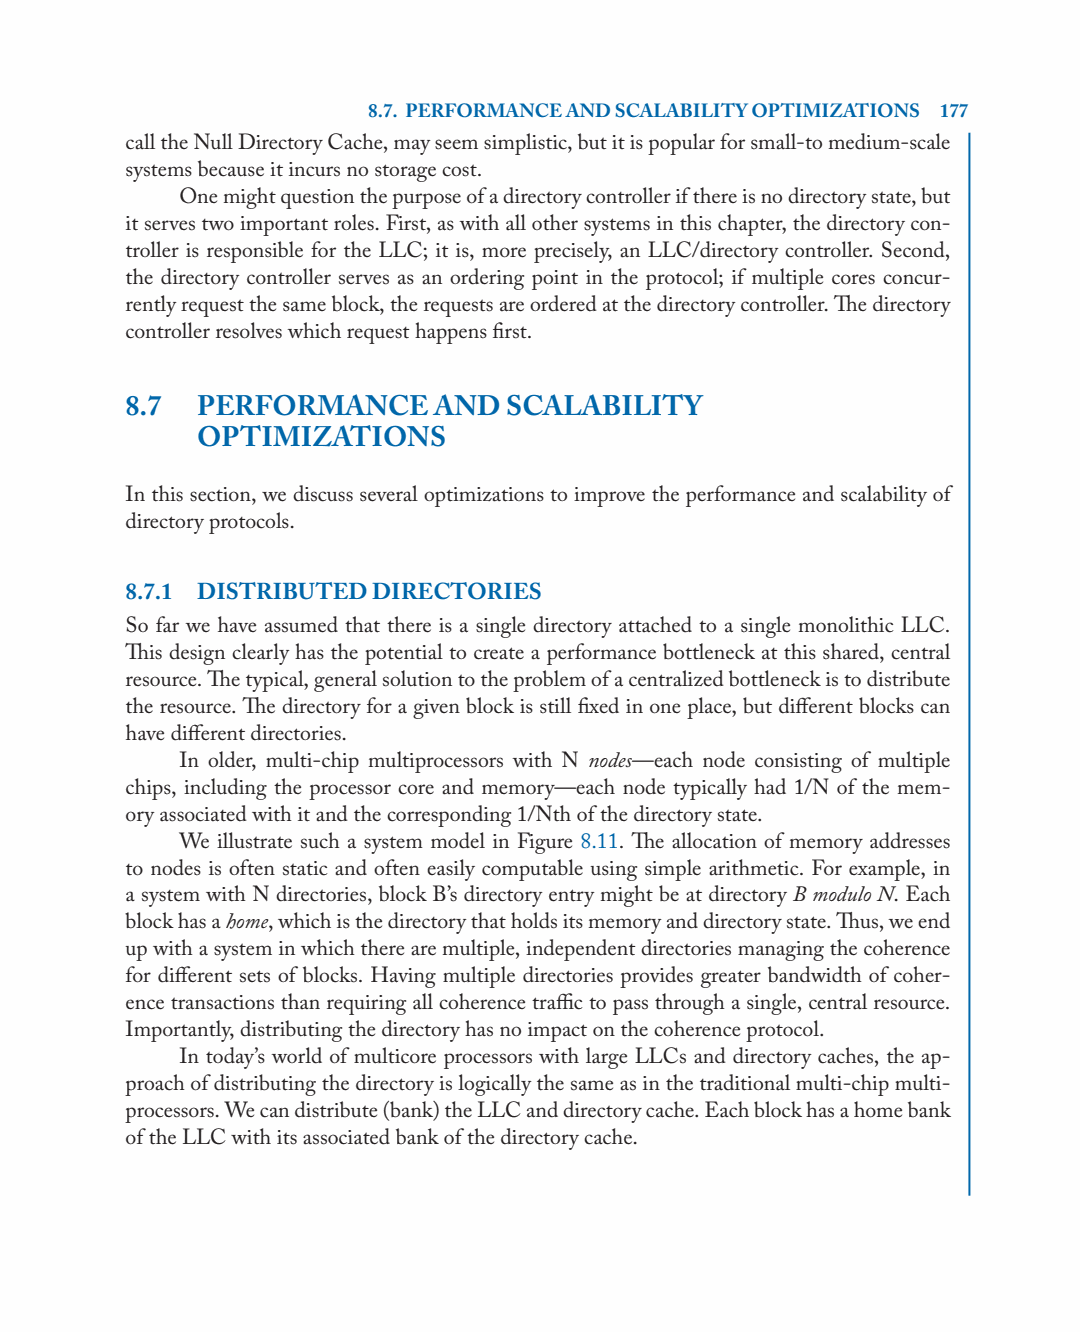 8.7. PERFORMANCE AND SCALABILITY OPTIMIZATIONS 177
call the Null Directory Cache, may seem simplistic, but it is popular for small-to medium-scale
systems because it incurs no storage cost.
One might question the purpose of a directory controller if there is no directory state, but
it serves two important roles. First, as with all other systems in this chapter, the directory con-
troller is responsible for the LLC; it is, more precisely, an LLC/directory controller. Second,
the directory controller serves as an ordering point in the protocol; if multiple cores concur-
rently request the same block, the requests are ordered at the directory controller. The directory
controller resolves which request happens first.
8.7 PERFORMANCE AND SCALABILITY
OPTIMIZATIONS
In this section, we discuss several optimizations to improve the performance and scalability of
directory protocols.
8.7.1 DISTRIBUTED DIRECTORIES
So far we have assumed that there is a single directory attached to a single monolithic LLC.
This design clearly has the potential to create a performance bottleneck at this shared, central
resource. The typical, general solution to the problem of a centralized bottleneck is to distribute
the resource. The directory for a given block is still fixed in one place, but different blocks can
have different directories.
In older, multi-chip multiprocessors with N nodes—each node consisting of multiple
chips, including the processor core and memory—each node typically had 1/N of the mem-
ory associated with it and the corresponding 1/Nth of the directory state.
We illustrate such a system model in Figure 8.11. The allocation of memory addresses
to nodes is often static and often easily computable using simple arithmetic. For example, in
a system with N directories, block B's directory entry might be at directory B modulo N. Each
block has a home, which is the directory that holds its memory and directory state. Thus, we end
up with a system in which there are multiple, independent directories managing the coherence
for different sets of blocks. Having multiple directories provides greater bandwidth of coher-
ence transactions than requiring all coherence traffic to pass through a single, central resource.
Importantly, distributing the directory has no impact on the coherence protocol.
In today's world of multicore processors with large LLCs and directory caches, the ap-
proach of distributing the directory is logically the same as in the traditional multi-chip multi-
processors. We can distribute (bank) the LLC and directory cache. Each block has a home bank
of the LLC with its associated bank of the directory cache.